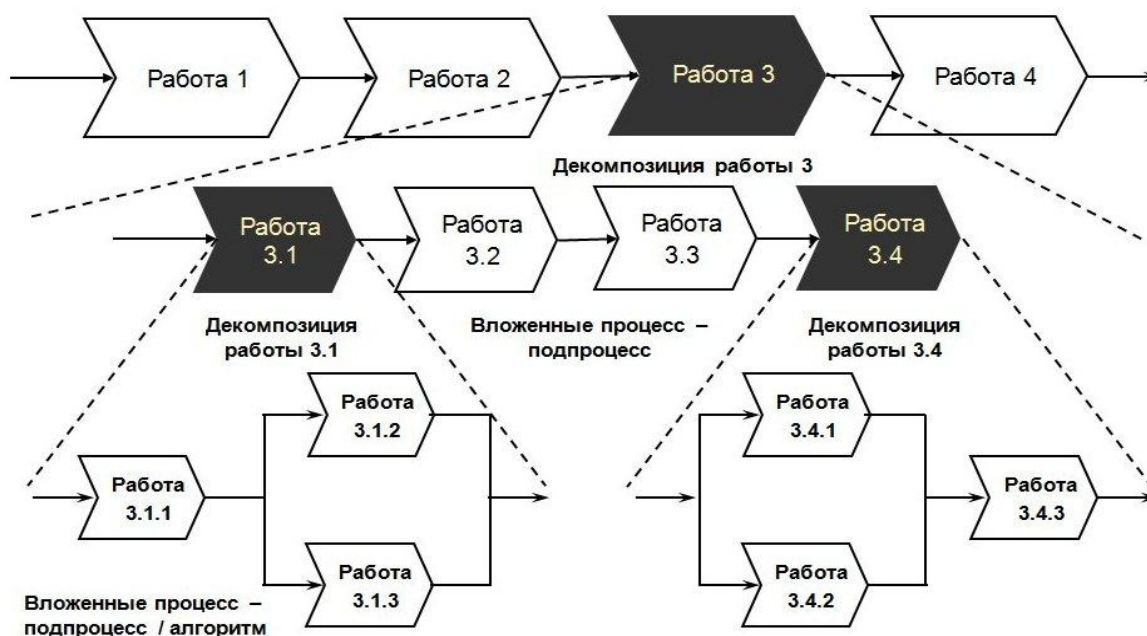 Работа 1
Работа 2
Работа 3
Работа 4
Декомпозиция работы 3
Работа
3.1
Работа
3.2
Работа
3.3
Работа
3.4
Декомпозиция
работы 3.1
Вложенные процесс –
подпроцесс
Декомпозиция
работы 3.4
Работа
3.1.1
Работа
3.1.2
Работа
3.1.3
Работа
3.4.1
Работа
3.4.2
Работа
3.4.3
Вложенные процесс –
подпроцесс / алгоритм